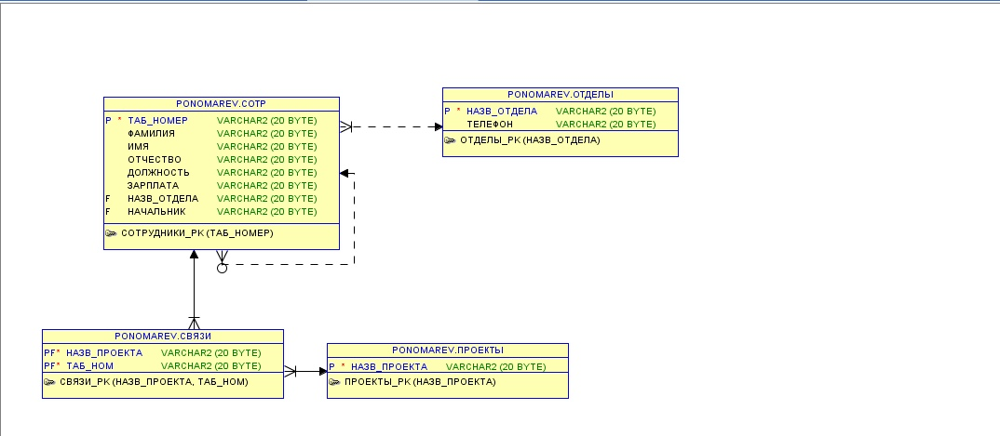 PONOMAREV.СОТР
P * ТАБ_НОМЕР VARCHAR2 (20 BYTE)
ФАМИЛИЯ VARCHAR2 (20 BYTE)
ИМЯ VARCHAR2 (20 BYTE)
ОТЧЕСТВО VARCHAR2 (20 BYTE)
ДОЛЖНОСТЬ VARCHAR2 (20 BYTE)
ЗАРПЛАТА VARCHAR2 (20 BYTE)
F НАЗВ_ОТДЕЛА VARCHAR2 (20 BYTE)
F НАЧАЛЬНИК VARCHAR2 (20 BYTE)
СОТРУДНИКИ_PK (ТАБ_НОМЕР)
PONOMAREV.ОТДЕЛЫ
P * НАЗВ_ОТДЕЛА VARCHAR2 (20 BYTE)
ТЕЛЕФОН VARCHAR2 (20 BYTE)
ОТДЕЛЫ_PK (НАЗВ_ОТДЕЛА)
PONOMAREV.СВЯЗИ
PF* НАЗВ_ПРОЕКТА VARCHAR2 (20 BYTE)
PF* ТАБ_НОМ VARCHAR2 (20 BYTE)
СВЯЗИ_PK (НАЗВ_ПРОЕКТА, ТАБ_НОМ)
PONOMAREV.ПРОЕКТЫ
P * НАЗВ_ПРОЕКТА VARCHAR2 (20 BYTE)
ПРОЕКТЫ_PK (НАЗВ_ПРОЕКТА)